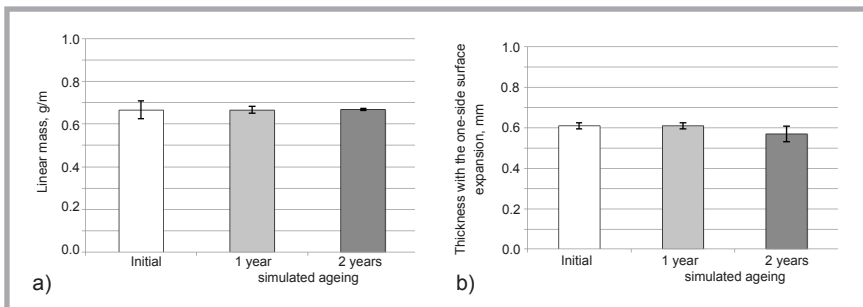 Linear mass, g/m
1.0
0.8
0.6
0.4
0.2
0.0
Initial
1 year
2 years
simulated ageing
a)
Thickness with the one-side surface
expansion, mm
1.0
0.8
0.6
0.4
0.2
0.0
Initial
1 year
2 years
simulated ageing
b)